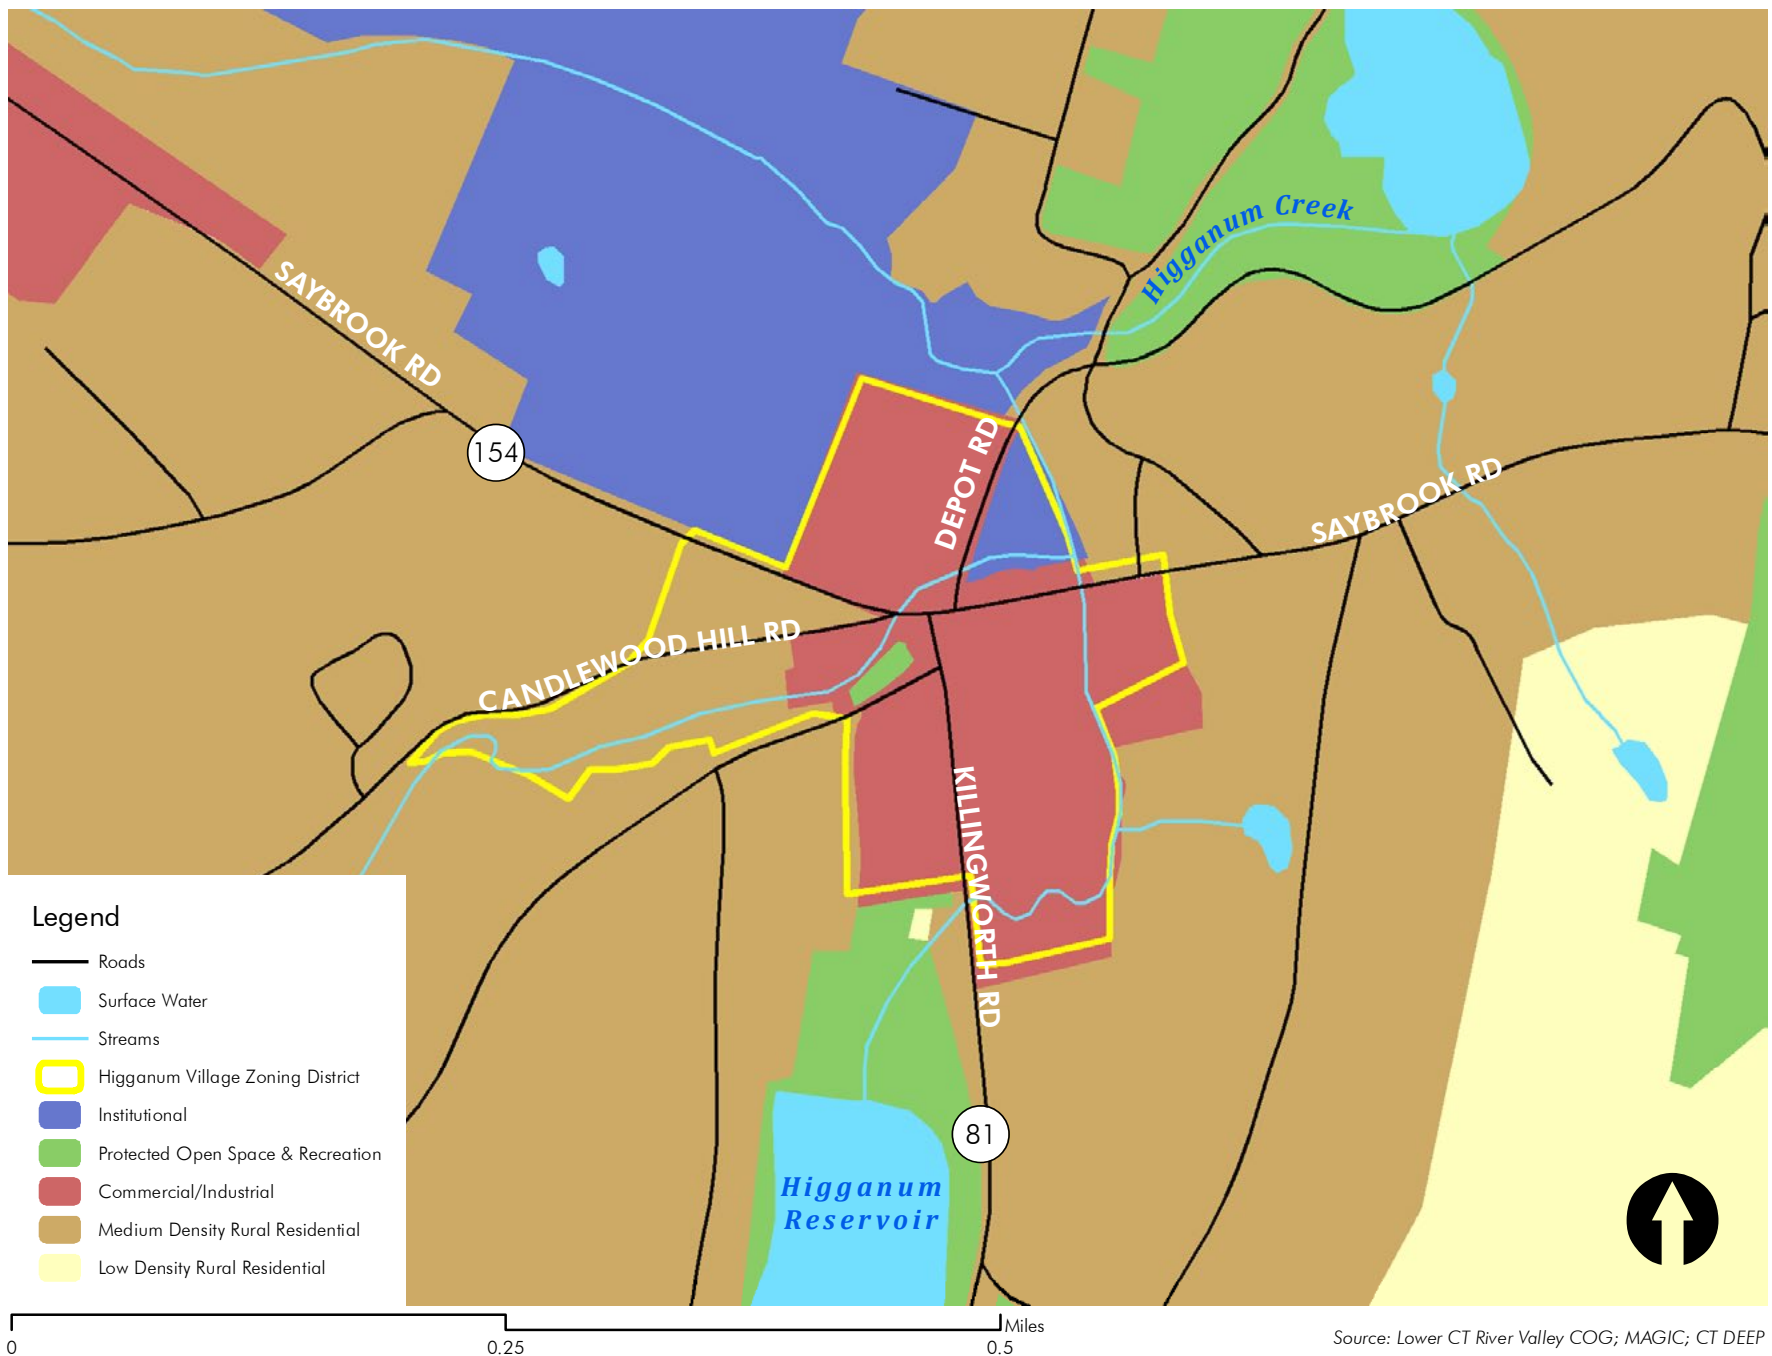 Higganum Creek
SAYBROOK RD
154
DEPOT RD
SAYBROOK RD
CANDLEWOOD HILL RD
KILLINGWORTH RD
81
Higganum
Reservoir
Legend
Roads
Surface Water
Streams
Higganum Village Zoning District
Institutional
Protected Open Space & Recreation
Commercial/Industrial
Medium Density Rural Residential
Low Density Rural Residential
Miles
0 0.25 0.5
Source: Lower CT River Valley COG; MAGIC; CT DEEP